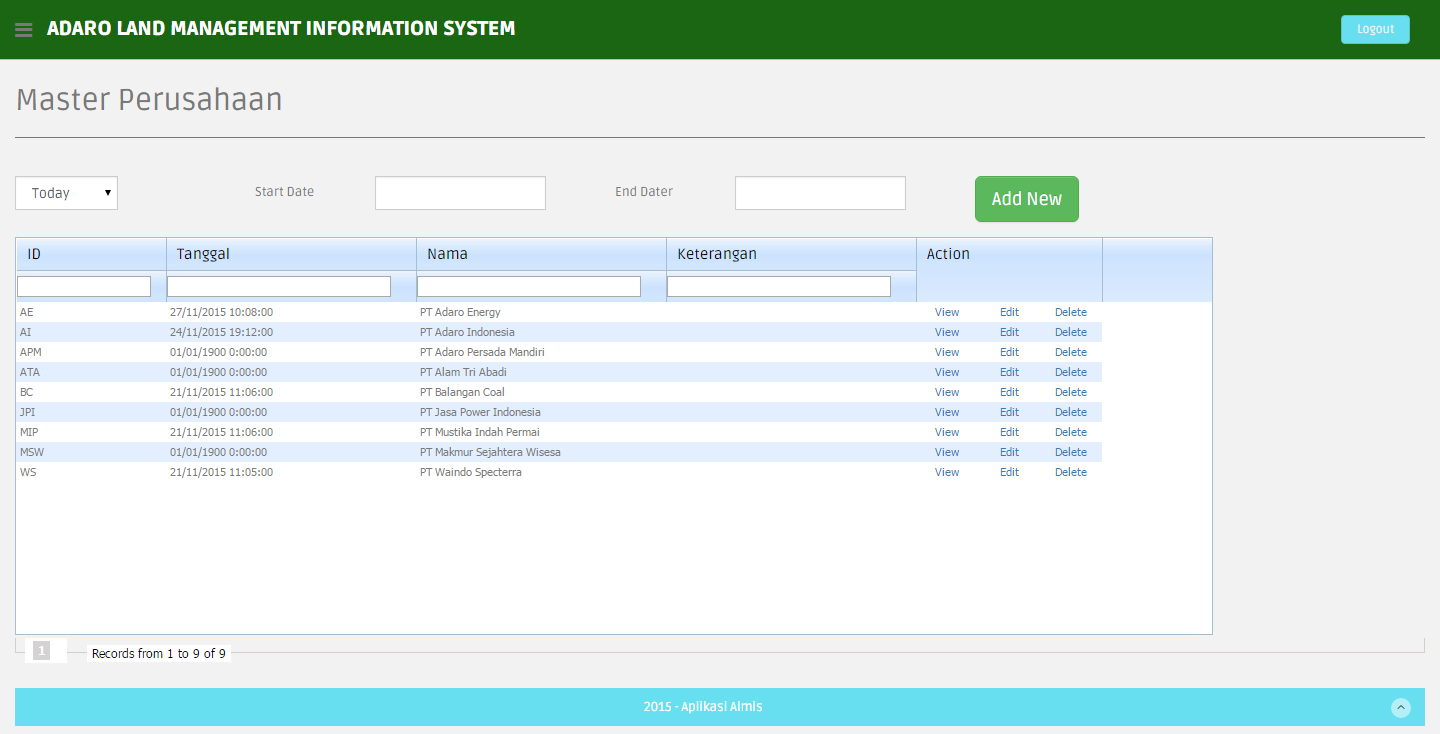 ADARO LAND MANAGEMENT INFORMATION SYSTEM Logout
Master Perusahaan
Today Start Date End Dater Add New
ID Tanggal Nama Keterangan Action
AE 27/11/2015 10:08:00 PT Adaro Energy View Edit Delete
AI 24/11/2015 19:12:00 PT Adaro Indonesia View Edit Delete
APM 01/01/1900 0:00:00 PT Adaro Persada Mandiri View Edit Delete
ATA 01/01/1900 0:00:00 PT Alam Tri Abadi View Edit Delete
BC 21/11/2015 11:06:00 PT Balangan Coal View Edit Delete
JPI 01/01/1900 0:00:00 PT Jasa Power Indonesia View Edit Delete
MIP 21/11/2015 11:06:00 PT Mustika Indah Permai View Edit Delete
MSW 01/01/1900 0:00:00 PT Makmur Sejahtera Wisesa View Edit Delete
WS 21/11/2015 11:05:00 PT Waindo Specterra View Edit Delete
1 Records from 1 to 9 of 9
2015 - Aplikasi Almis